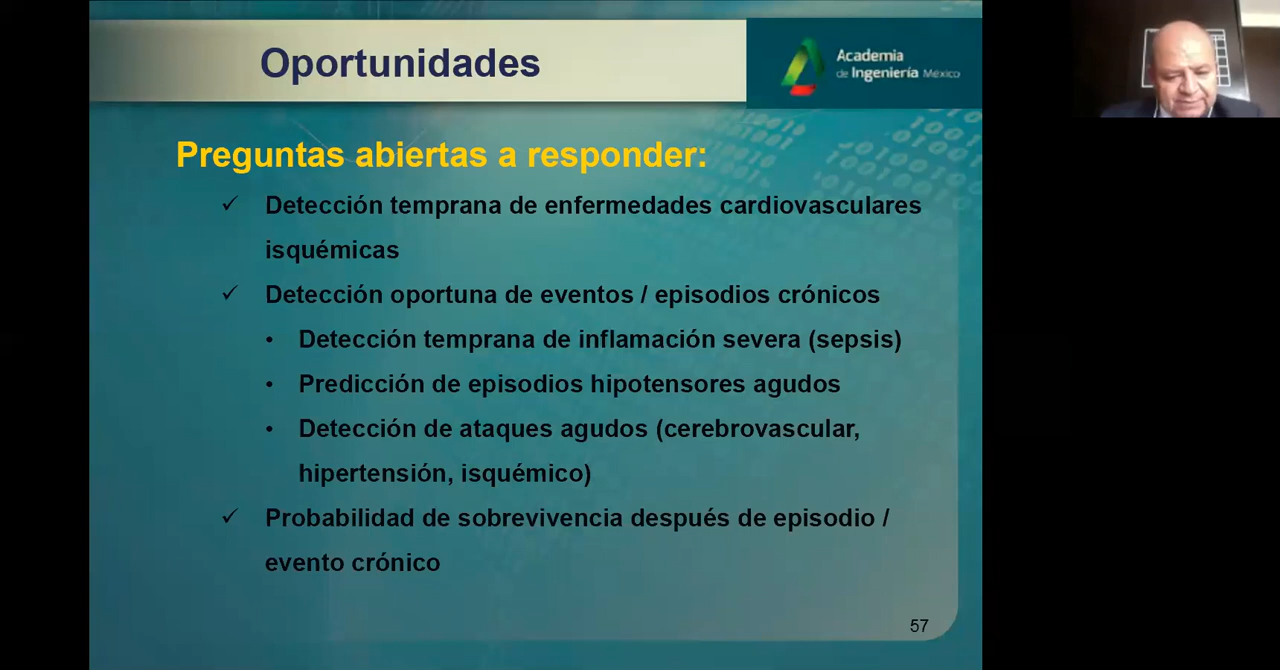 Oportunidades
Academia
de Ingeniería México
Preguntas abiertas a responder:
✓ Detección temprana de enfermedades cardiovasculares
isquémicas
✓ Detección oportuna de eventos / episodios crónicos
• Detección temprana de inflamación severa (sepsis)
• Predicción de episodios hipotensores agudos
• Detección de ataques agudos (cerebrovascular,
hipertensión, isquémico)
✓ Probabilidad de sobrevivencia después de episodio /
evento crónico
57